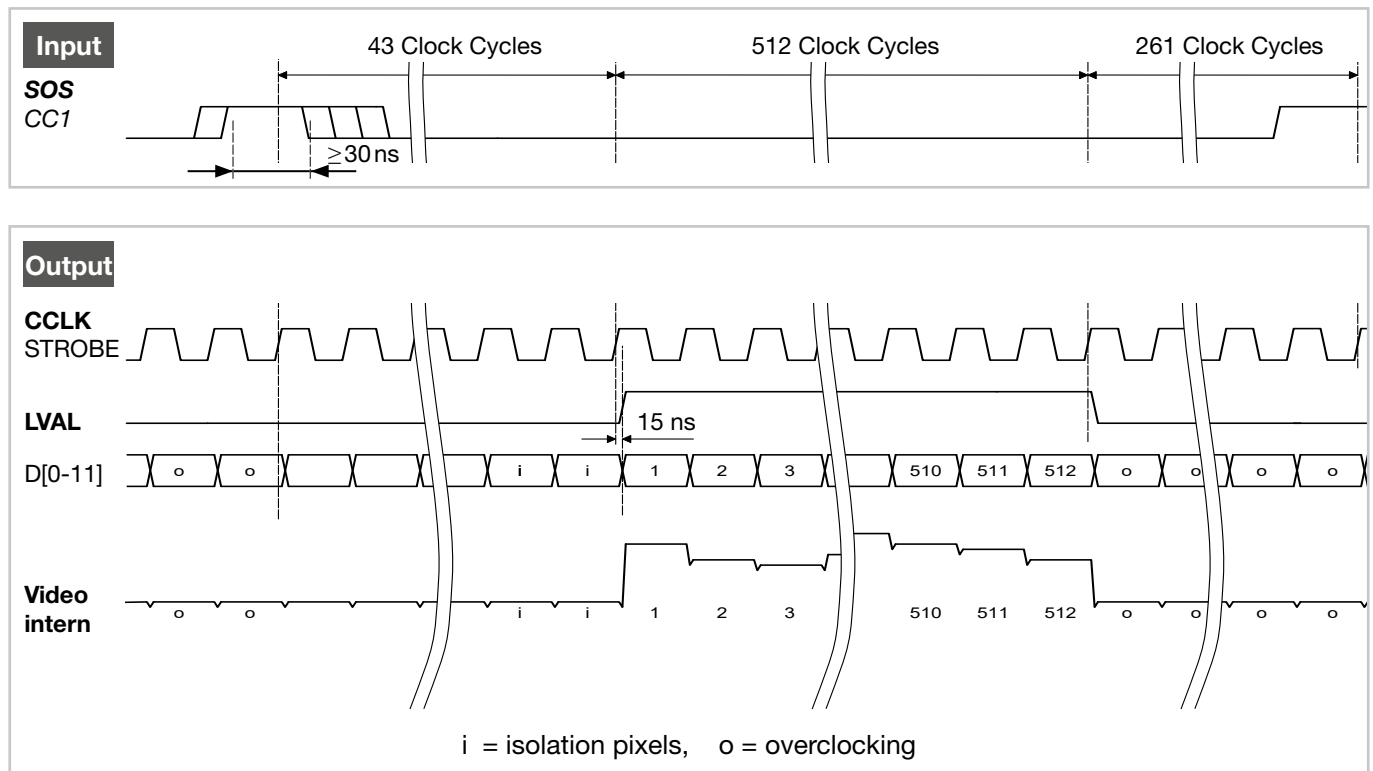 Input
43 Clock Cycles 512 Clock Cycles 261 Clock Cycles
SOS
CC1
≥30 ns
Output
CCLK
STROBE
LVAL
15 ns
D[0-11] o o i i 1 2 3 510 511 512 o o o o
Video
intern
o o i i 1 2 3 510 511 512 o o o o
i = isolation pixels, o = overclocking